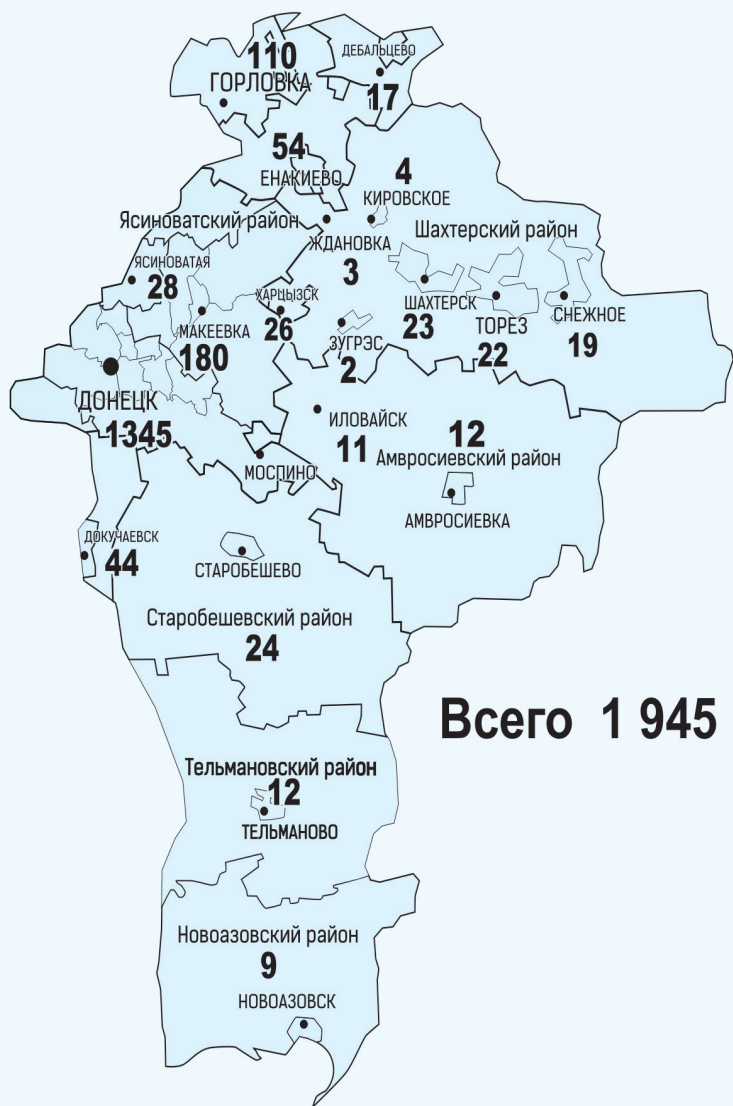 110
ГОРЛОВКА
ДЕБАЛЬЦЕВО
17
54
ЕНАКИЕВО
4
КИРОВСКОЕ
Ясиноватский район
ЖДАНОВКА
3
Шахтерский район
ЯСИНОВАТАЯ
28
МАКЕЕВКА
180
ХАРЦЫЗСК
26
ЗУГРЭС
2
ШАХТЕРСК
23
ТОРЕЗ
22
СНЕЖНОЕ
19
ДОНЕЦК
1345
МОСПИНО
ИЛОВАЙСК
11
12
Амвросиевский район
АМВРОСИЕВКА
ДОКУЧАЕВСК
44
СТАРОБЕШЕВО
Старобешевский район
24
Всего 1 945
Тельмановский район
12
ТЕЛЬМАНОВО
Новоазовский район
9
НОВОАЗОВСК